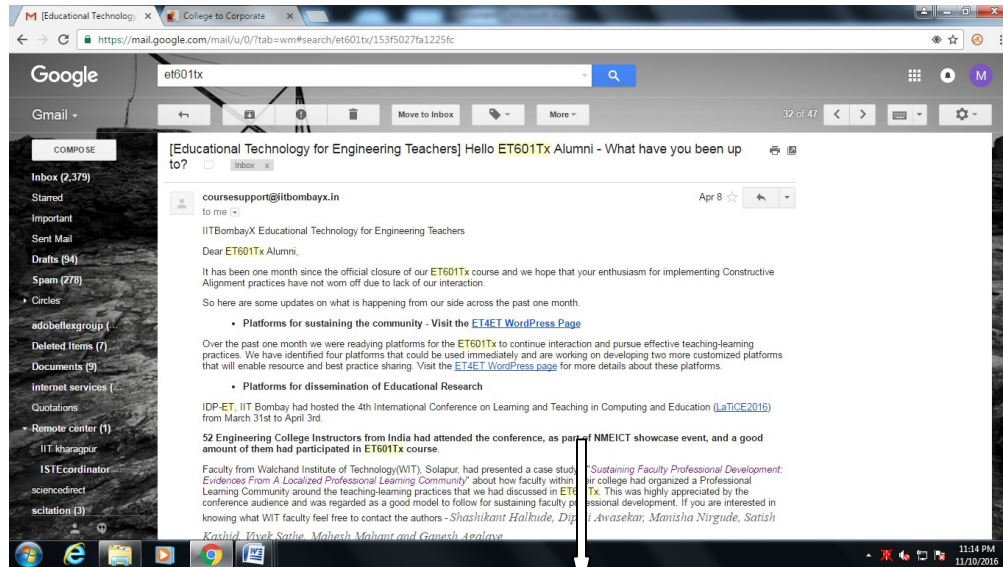 [Educational Technology
College to Corporate
https://mail.google.com/mail/u/0/?tab=wm#search/et601tx/153f5027fa1225fc
Google
et601tx
M
Gmail
Move to Inbox
More
32 of 47
COMPOSE
Inbox (2,379)
Starred
Important
Sent Mail
Drafts (94)
Spam (278)
Circles
adobeflexgroup (...
Deleted Items (7)
Documents (9)
internet services (...
Quotations
Remote center (1)
IIT kharagpur
ISTEcordinator
sciencedirect
scitation (3)
[Educational Technology for Engineering Teachers] Hello ET601Tx Alumni - What have you been up
to?
Inbox x
coursesupport@iitbombayx.in
Apr 8
to me
IITBombayX Educational Technology for Engineering Teachers
Dear ET601Tx Alumni,
It has been one month since the official closure of our ET601Tx course and we hope that your enthusiasm for implementing Constructive
Alignment practices have not worn off due to lack of our interaction.
So here are some updates on what is happening from our side across the past one month.
• Platforms for sustaining the community - Visit the ET4ET WordPress Page
Over the past one month we were readying platforms for the ET601Tx to continue interaction and pursue effective teaching-learning
practices. We have identified four platforms that could be used immediately and are working on developing two more customized platforms
that will enable resource and best practice sharing. Visit the ET4ET WordPress page for more details about these platforms.
• Platforms for dissemination of Educational Research
IDP-ET, IIT Bombay had hosted the 4th International Conference on Learning and Teaching in Computing and Education (LaTiCE2016)
from March 31st to April 3rd.
52 Engineering College Instructors from India had attended the conference, as part of NMEICT showcase event, and a good
amount of them had participated in ET601Tx course.
Faculty from Walchand Institute of Technology(WIT), Solapur, had presented a case study "Sustaining Faculty Professional Development:
Evidences From A Localized Professional Learning Community" about how faculty within their college had organized a Professional
Learning Community around the teaching-learning practices that we had discussed in ET601Tx. This was highly appreciated by the
conference audience and was regarded as a good model to follow for sustaining faculty professional development. If you are interested in
knowing what WIT faculty feel free to contact the authors - Shashikant Halkude, Dipali Awasekar, Manisha Nirgude, Satish
Kashid, Vivek Sathe, Mahesh Mahant and Ganesh Agalave
11:14 PM
11/10/2016